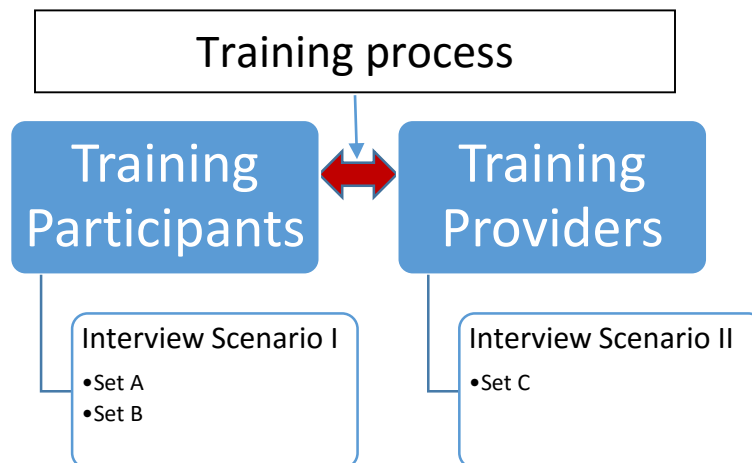 Training process
Training
Participants
Training
Providers
Interview Scenario I
•Set A
•Set B
Interview Scenario II
•Set C